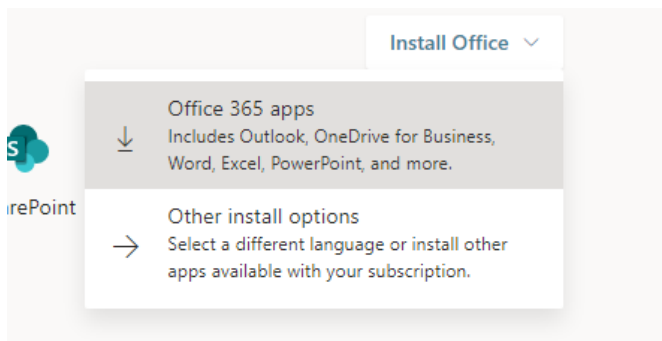 Install Office
Office 365 apps
Includes Outlook, OneDrive for Business,
Word, Excel, PowerPoint, and more.
S
arePoint
Other install options
Select a different language or install other
apps available with your subscription.